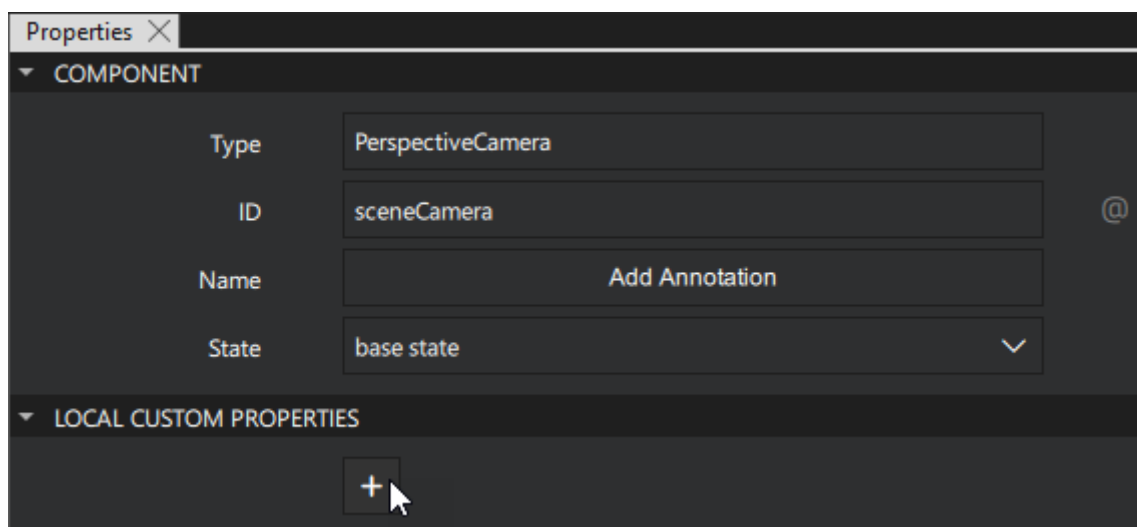 Properties
COMPONENT
Type PerspectiveCamera
ID sceneCamera @
Name Add Annotation
State base state
LOCAL CUSTOM PROPERTIES
+